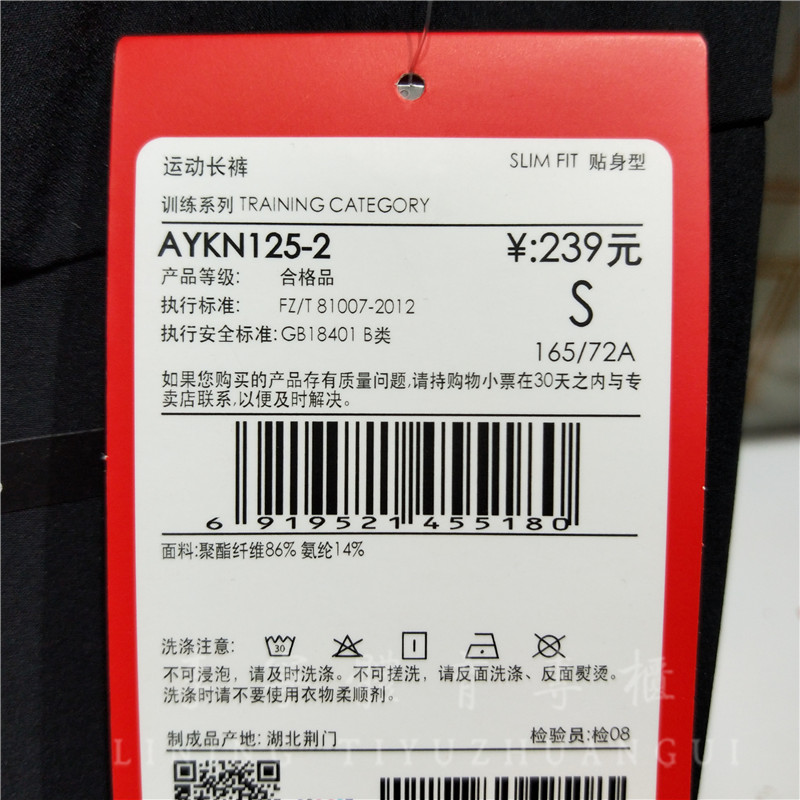 运动长裤
SLIM FIT 贴身型
训练系列 TRAINING CATEGORY
AYKN125-2
¥:239元
产品等级: 合格品
执行标准: FZ/T 81007-2012
S
执行安全标准:GB18401 B类
165/72A
如果您购买的产品存有质量问题,请持购物小票在30天之内与专
卖店联系,以便及时解决。
6 919521 455180
面料:聚酯纤维86% 氨纶14%
洗涤注意:
30
不可浸泡，请及时洗涤。不可搓洗，请反面洗涤、反面熨烫。
洗涤时请不要使用衣物柔顺剂。
制成品产地: 湖北荆门
检验员:检08
LINING TIYUZHUANGUI